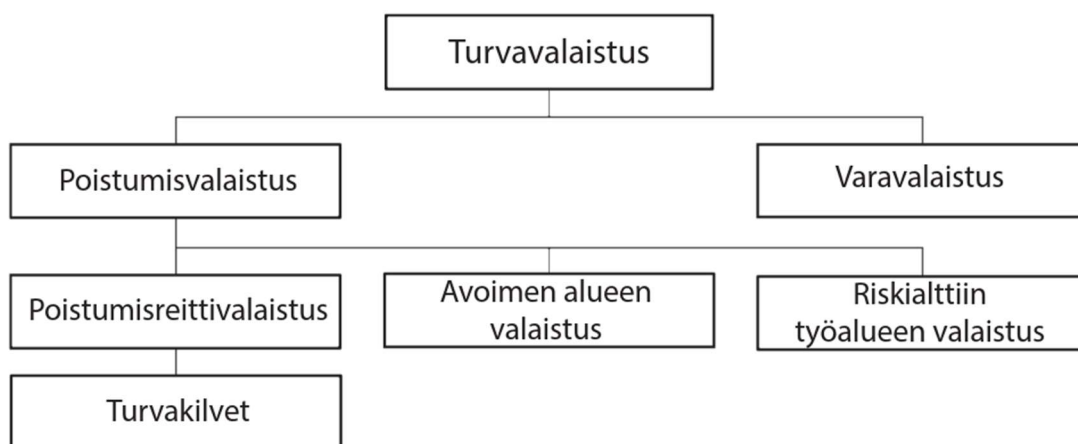 Turvavalaistus
Poistumisvalaistus
Varavalaistus
Poistumisreittivalaistus
Avoimen alueen
valaistus
Riskialttiin
työalueen valaistus
Turvakilvet